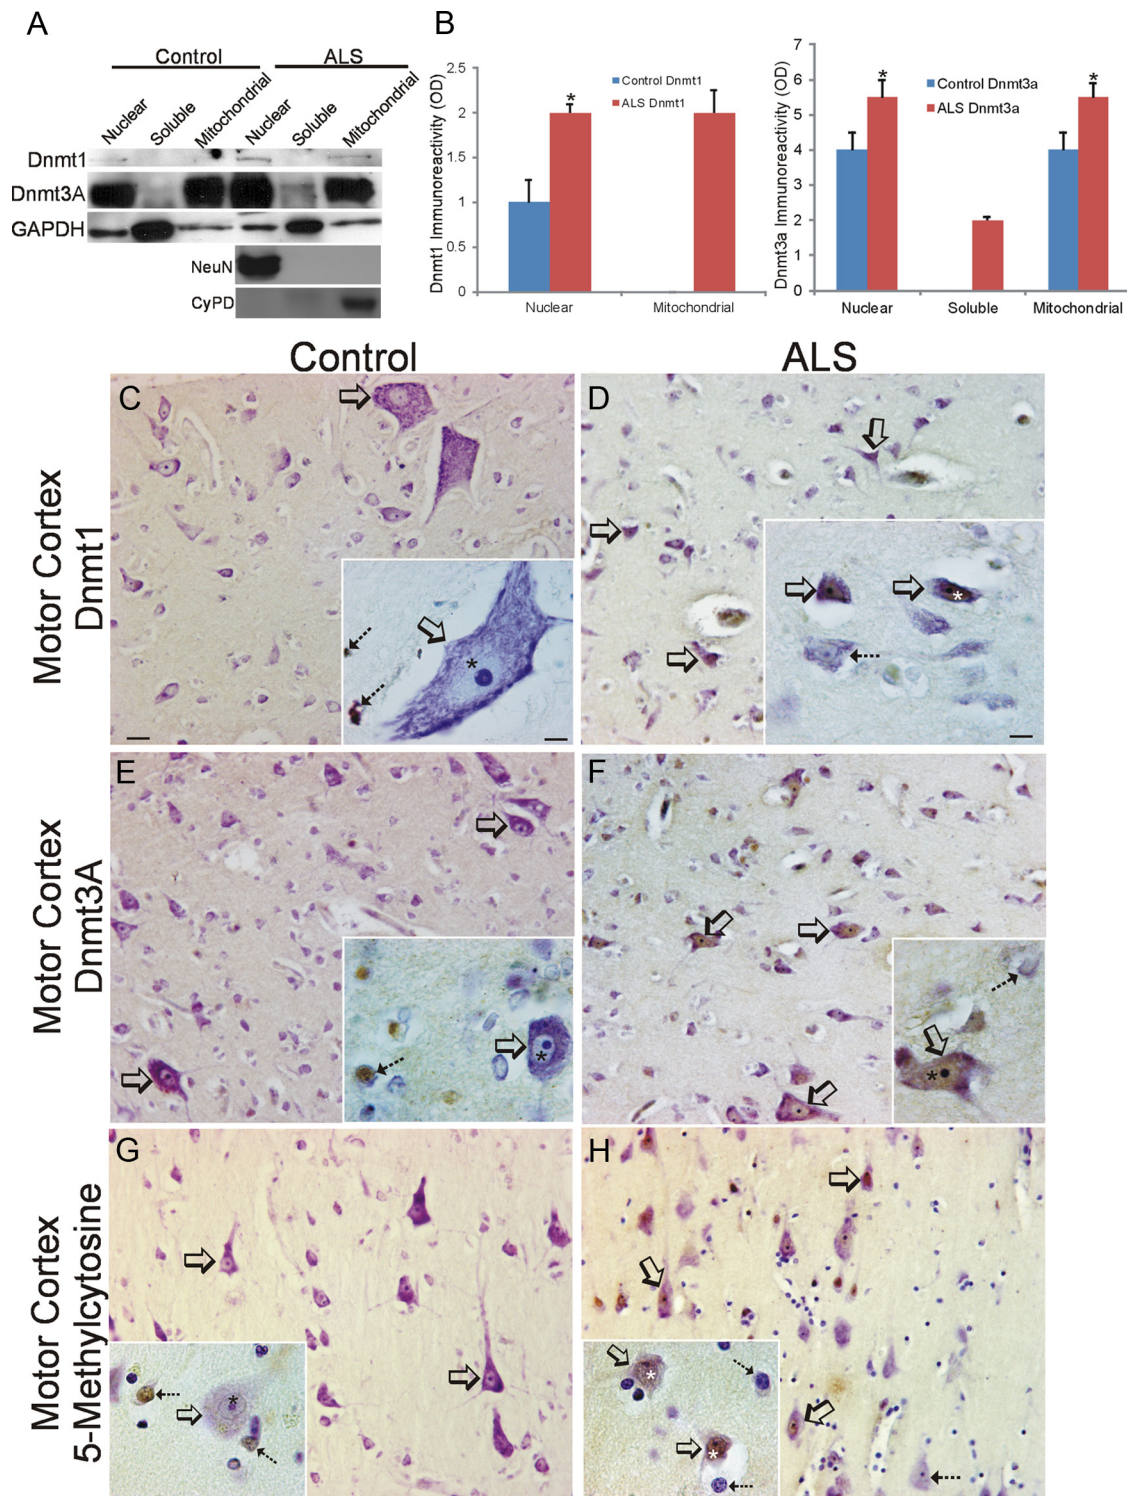 A
Control
ALS
Nuclear
Soluble
Mitochondrial
Nuclear
Soluble
Mitochondrial
Dnmt1
Dnmt3A
GAPDH
NeuN
CyPD
B
Dnmt1 Immunoreactivity (OD)
2.5
2
1.5
1
0.5
0
Control Dnmt1
ALS Dnmt1
*
Nuclear
Mitochondrial
Dnmt3a Immunoreactivity (OD)
7
6
5
4
3
2
1
0
Control Dnmt3a
ALS Dnmt3a
*
*
Nuclear
Soluble
Mitochondrial
Control
ALS
Motor Cortex
Dnmt1
C
*
D
*
Motor Cortex
Dnmt3A
E
*
F
*
Motor Cortex
5-Methylcytosine
G
*
H
*
*